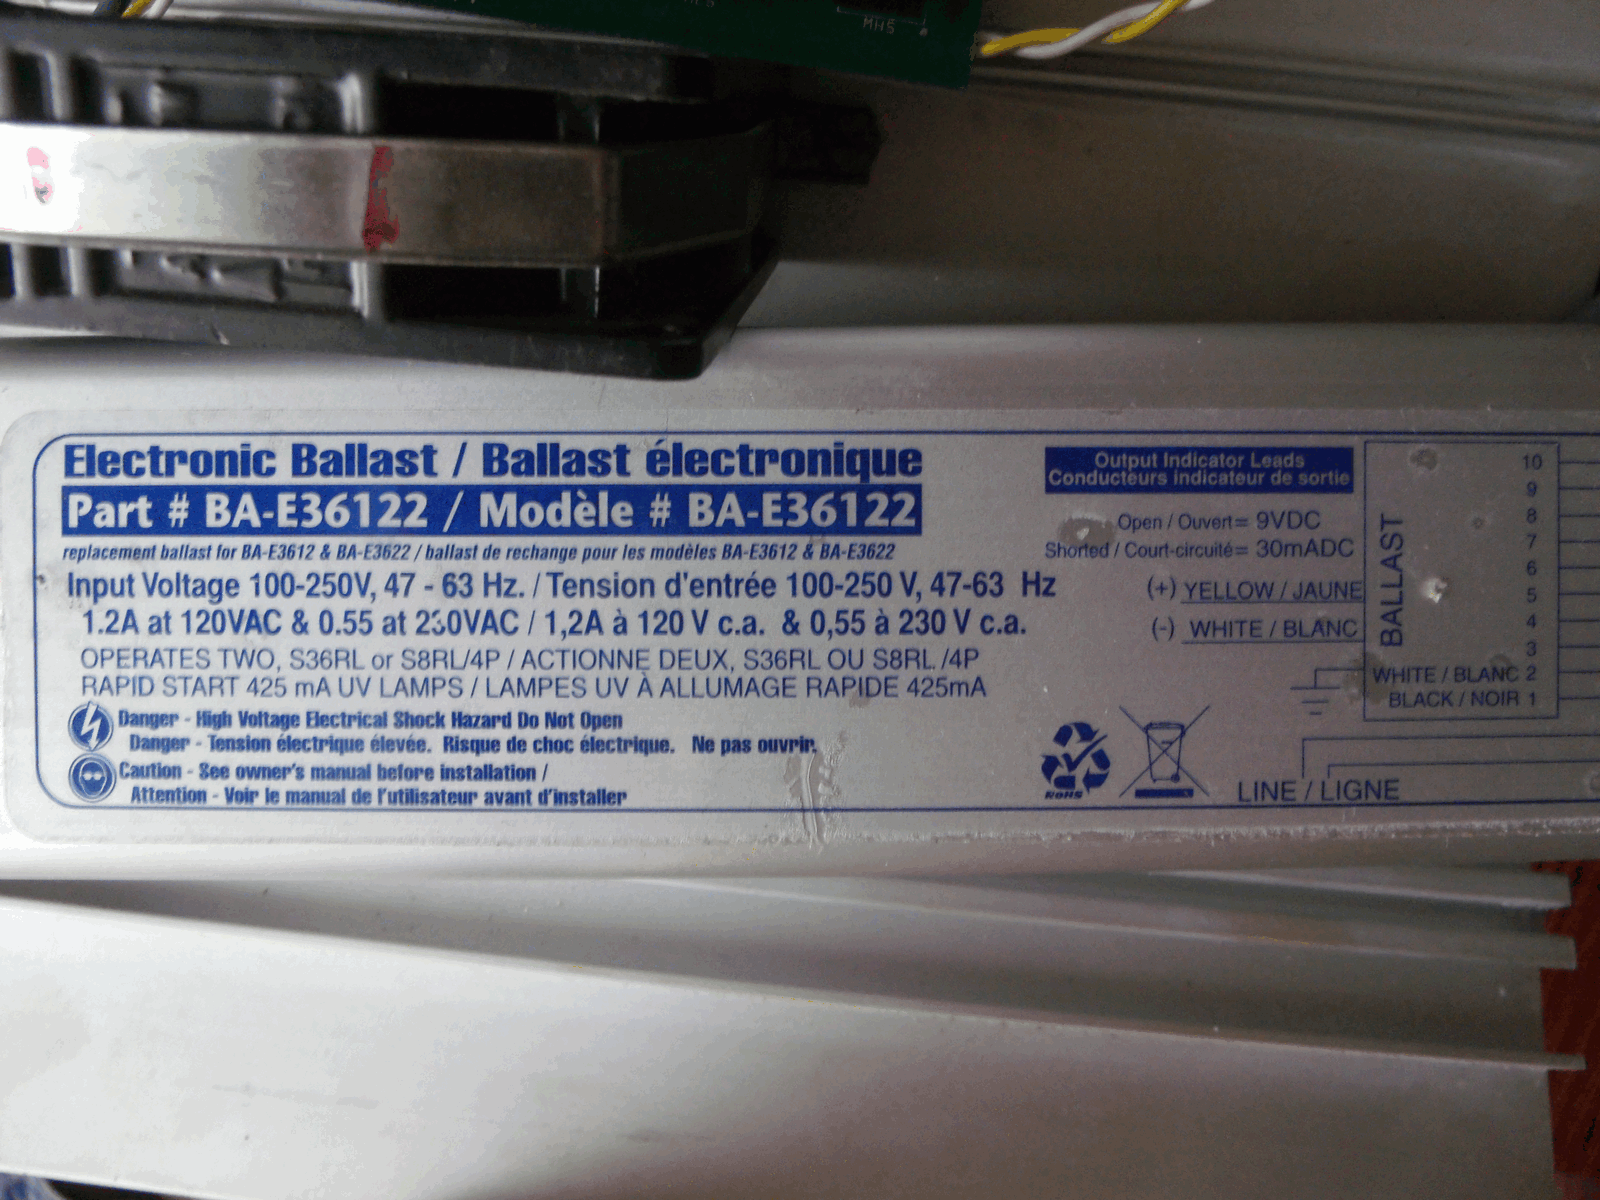 MH5
Electronic Ballast / Ballast électronique
Part # BA-E36122 / Modèle # BA-E36122
replacement ballast for BA-E3612 & BA-E3622 / ballast de rechange pour les modèles BA-E3612 & BA-E3622
Input Voltage 100-250V, 47 - 63 Hz. / Tension d'entrée 100-250 V, 47-63 Hz
1.2A at 120VAC & 0.55 at 230VAC / 1,2A à 120 V c.a. & 0,55 à 230 V c.a.
OPERATES TWO, S36RL or S8RL/4P / ACTIONNE DEUX, S36RL OU S8RL /4P
RAPID START 425 mA UV LAMPS / LAMPES UV À ALLUMAGE RAPIDE 425mA
Danger - High Voltage Electrical Shock Hazard Do Not Open
Danger - Tension électrique élevée. Risque de choc électrique. Ne pas ouvrir.
Caution - See owner's manual before installation /
Attention - Voir le manual de l'utilisateur avant d'installer
Output Indicator Leads
Conducteurs indicateur de sortie
Open / Ouvert= 9VDC
Shorted / Court-circuité= 30mADC
(+) YELLOW / JAUNE
(-) WHITE / BLANC
BALLAST
10
9
8
7
6
5
4
3
WHITE / BLANC 2
BLACK / NOIR 1
RoHS
LINE / LIGNE